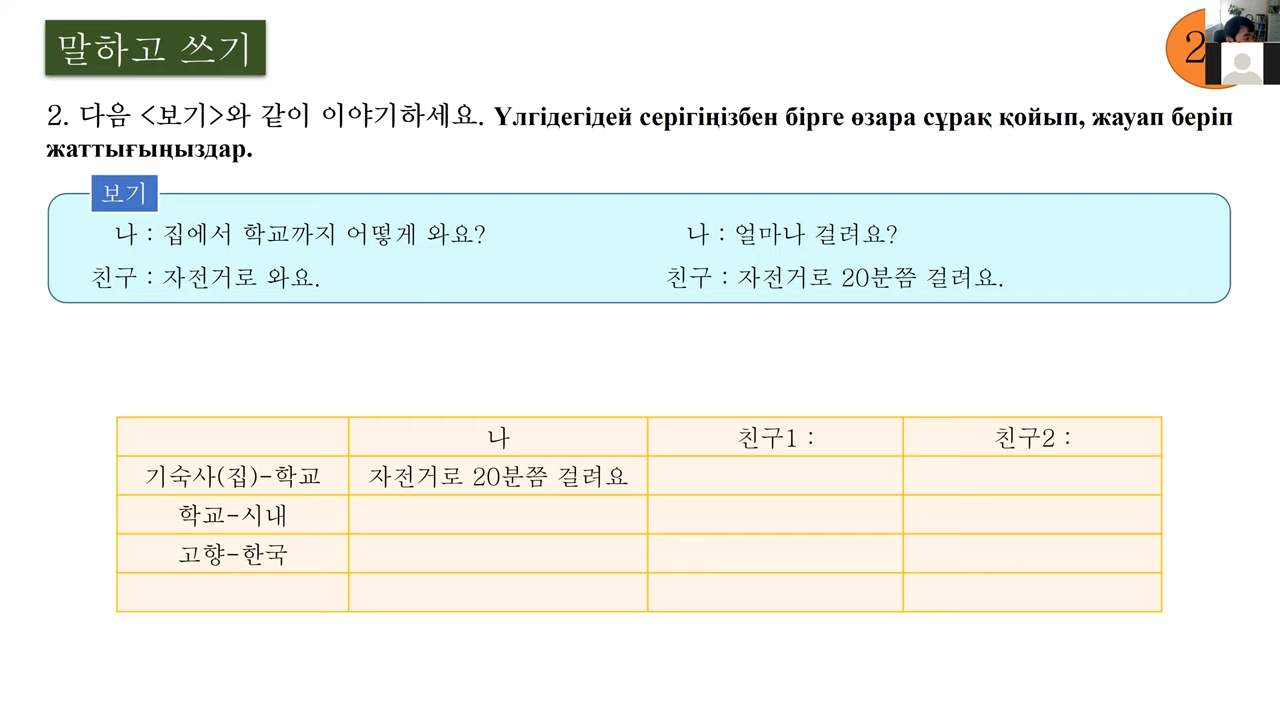 말하고 쓰기
2
2. 다음 <보기>와 같이 이야기하세요. Үлгідегідей серігіңізбен бірге өзара сұрақ қойып, жауап беріп
жаттығыңыздар.
보기
나 : 집에서 학교까지 어떻게 와요?
친구 : 자전거로 와요.
나 : 얼마나 걸려요?
친구 : 자전거로 20분쯤 걸려요.
나 친구1 : 친구2 :
기숙사(집)-학교 자전거로 20분쯤 걸려요
학교-시내
고향-한국